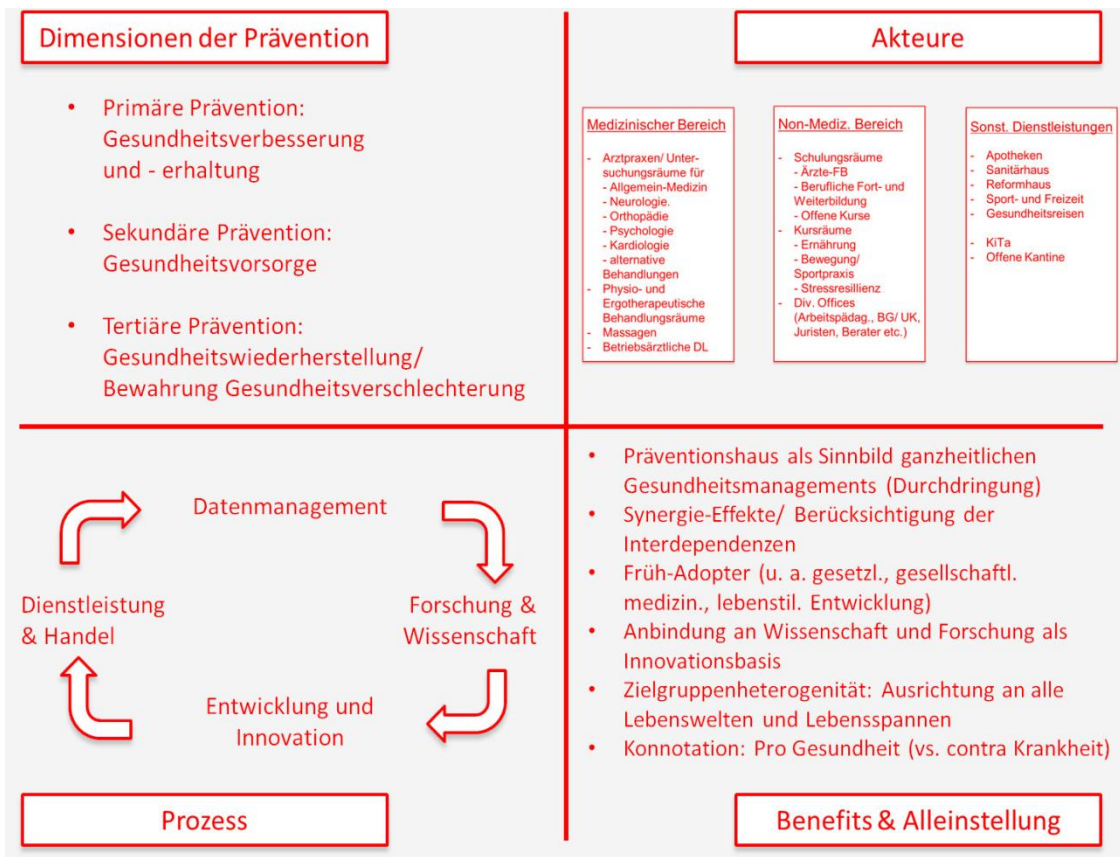 Dimensionen der Prävention
• Primäre Prävention:
Gesundheitsverbesserung
und - erhaltung
• Sekundäre Prävention:
Gesundheitsvorsorge
• Tertiäre Prävention:
Gesundheitswiederherstellung/
Bewahrung Gesundheitsverschlechterung
Akteure
Medizinischer Bereich
- Arztpraxen/ Unter-
suchungsräume für
- Allgemein-Medizin
- Neurologie.
- Orthopädie
- Psychologie
- Kardiologie
- alternative
Behandlungen
- Physio- und
Ergotherapeutische
Behandlungsräume
- Massagen
- Betriebsärztliche DL
Non-Mediz. Bereich
- Schulungsräume
- Ärzte-FB
- Berufliche Fort- und
Weiterbildung
- Offene Kurse
- Kursräume
- Ernährung
- Bewegung/
Sportpraxis
- Stressresillienz
- Div. Offices
(Arbeitspädag., BG/ UK,
Juristen, Berater etc.)
Sonst. Dienstleistungen
- Apotheken
- Sanitärhaus
- Reformhaus
- Sport- und Freizeit
- Gesundheitsreisen
- KiTa
- Offene Kantine
Datenmanagement
Dienstleistung
& Handel
Forschung &
Wissenschaft
Entwicklung und
Innovation
Prozess
• Präventionshaus als Sinnbild ganzheitlichen
Gesundheitsmanagements (Durchdringung)
• Synergie-Effekte/ Berücksichtigung der
Interdependenzen
• Früh-Adopter (u. a. gesetzl., gesellschaftl.
medizin., lebenstil. Entwicklung)
• Anbindung an Wissenschaft und Forschung als
Innovationsbasis
• Zielgruppenheterogenität: Ausrichtung an alle
Lebenswelten und Lebensspannen
• Konnotation: Pro Gesundheit (vs. contra Krankheit)
Benefits & Alleinstellung